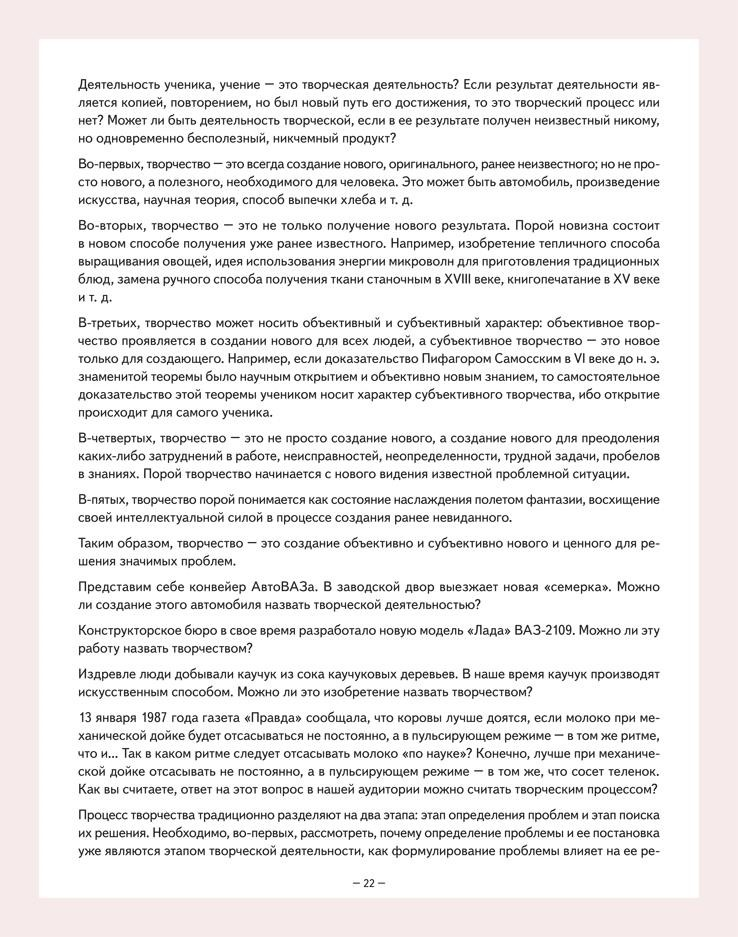 Деятельность ученика, учение — это творческая деятельность? Если результат деятельности яв-
ляется копией, повторением, но был новый путь его достижения, то это творческий процесс или
нет? Может ли быть деятельность творческой, если в ее результате получен неизвестный никому,
но одновременно бесполезный, никчемный продукт?
Во-первых, творчество — это всегда создание нового, оригинального, ранее неизвестного; но не про-
сто нового, а полезного, необходимого для человека. Это может быть автомобиль, произведение
искусства, научная теория, способ выпечки хлеба и т. д.
Во-вторых, творчество — это не только получение нового результата. Порой новизна состоит
в новом способе получения уже ранее известного. Например, изобретение тепличного способа
выращивания овощей, идея использования энергии микроволн для приготовления традиционных
блюд, замена ручного способа получения ткани станочным в XVIII веке, книгопечатание в XV веке
и т. д.
В-третьих, творчество может носить объективный и субъективный характер: объективное твор-
чество проявляется в создании нового для всех людей, а субъективное творчество — это новое
только для создающего. Например, если доказательство Пифагором Самосским в VI веке до н. э.
знаменитой теоремы было научным открытием и объективно новым знанием, то самостоятельное
доказательство этой теоремы учеником носит характер субъективного творчества, ибо открытие
происходит для самого ученика.
В-четвертых, творчество — это не просто создание нового, а создание нового для преодоления
каких-либо затруднений в работе, неисправностей, неопределенности, трудной задачи, пробелов
в знаниях. Порой творчество начинается с нового видения известной проблемной ситуации.
В-пятых, творчество порой понимается как состояние наслаждения полетом фантазии, восхищение
своей интеллектуальной силой в процессе создания ранее невиданного.
Таким образом, творчество — это создание объективно и субъективно нового и ценного для ре-
шения значимых проблем.
Представим себе конвейер АвтоВАЗа. В заводской двор выезжает новая «семерка». Можно
ли создание этого автомобиля назвать творческой деятельностью?
Конструкторское бюро в свое время разработало новую модель «Лада» ВАЗ-2109. Можно ли эту
работу назвать творчеством?
Издревле люди добывали каучук из сока каучуковых деревьев. В наше время каучук производят
искусственным способом. Можно ли это изобретение назвать творчеством?
13 января 1987 года газета «Правда» сообщала, что коровы лучше доятся, если молоко при ме-
ханической дойке будет отсасываться не постоянно, а в пульсирующем режиме — в том же ритме,
что и... Так в каком ритме следует отсасывать молоко «по науке»? Конечно, лучше при механиче-
ской дойке отсасывать не постоянно, а в пульсирующем режиме — в том же, что сосет теленок.
Как вы считаете, ответ на этот вопрос в нашей аудитории можно считать творческим процессом?
Процесс творчества традиционно разделяют на два этапа: этап определения проблем и этап поиска
их решения. Необходимо, во-первых, рассмотреть, почему определение проблемы и ее постановка
уже являются этапом творческой деятельности, как формулирование проблемы влияет на ее ре-
— 22 —